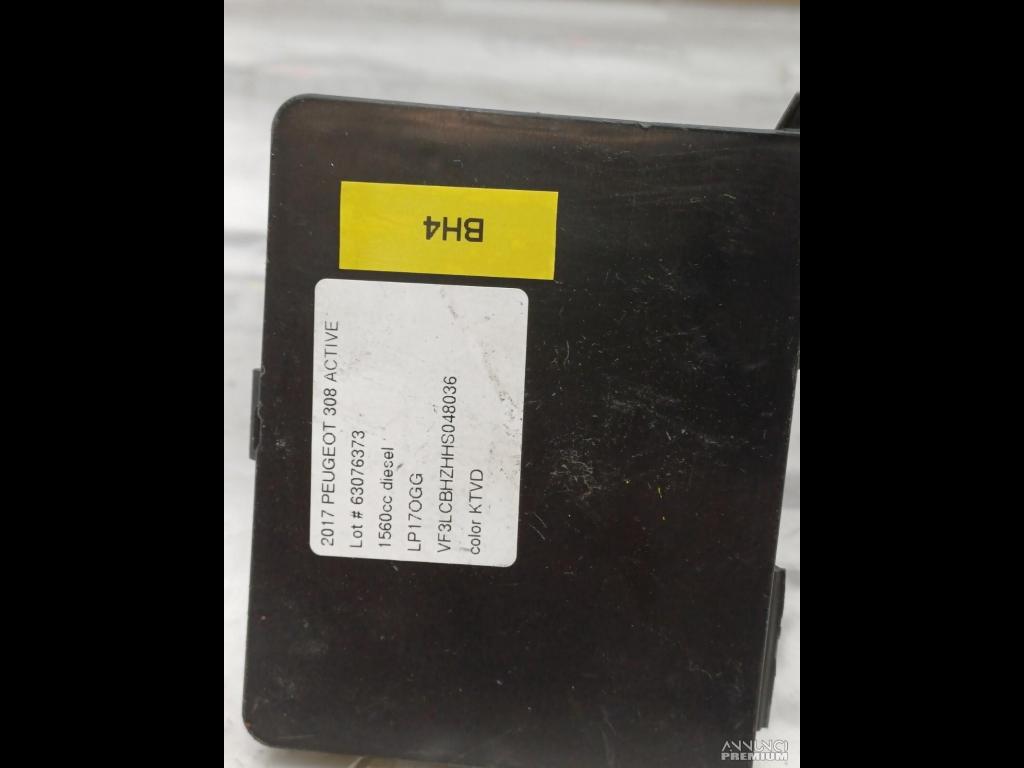 BH4
2017 PEUGEOT 308 ACTIVE
Lot # 63076373
1560cc diesel
LP17OGG
VF3LCBHZHHS048036
color KTVD
ANNUNCI
PREMIUM